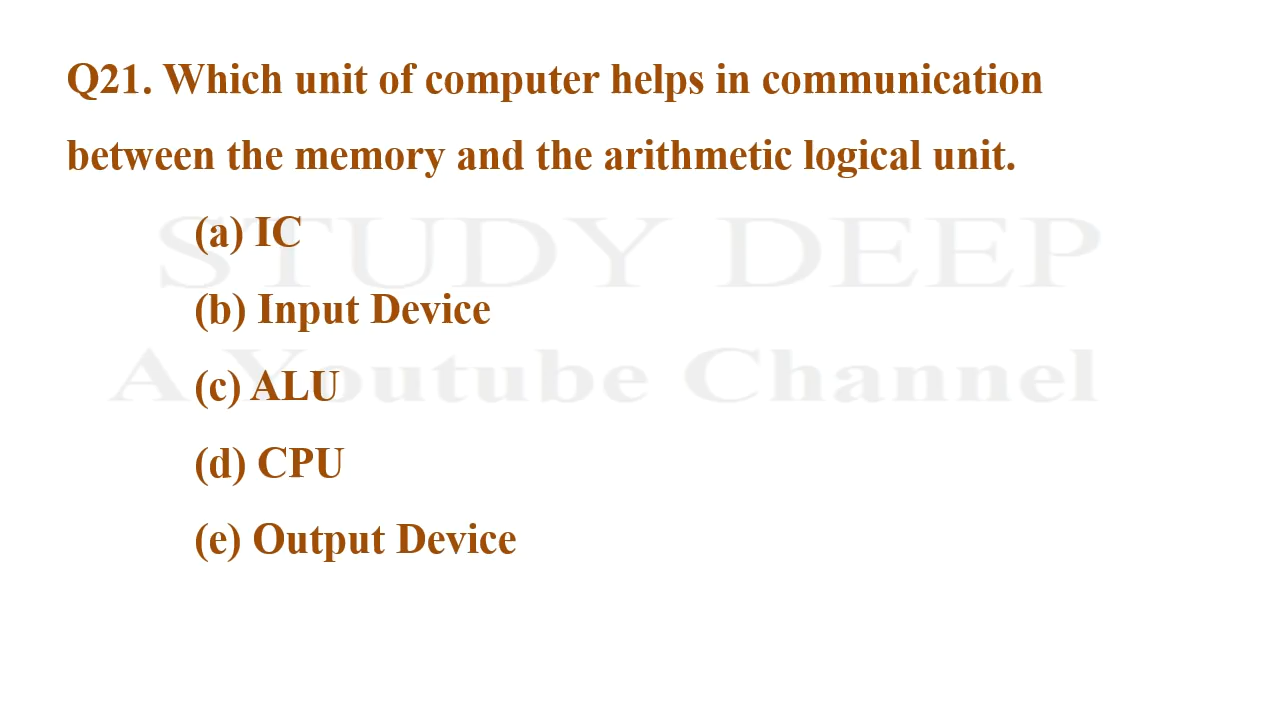 Q21. Which unit of computer helps in communication
between the memory and the arithmetic logical unit.
STUDY DEEP
(a) IC
(b) Input Device
A Youtube Channel
(c) ALU
(d) CPU
(e) Output Device